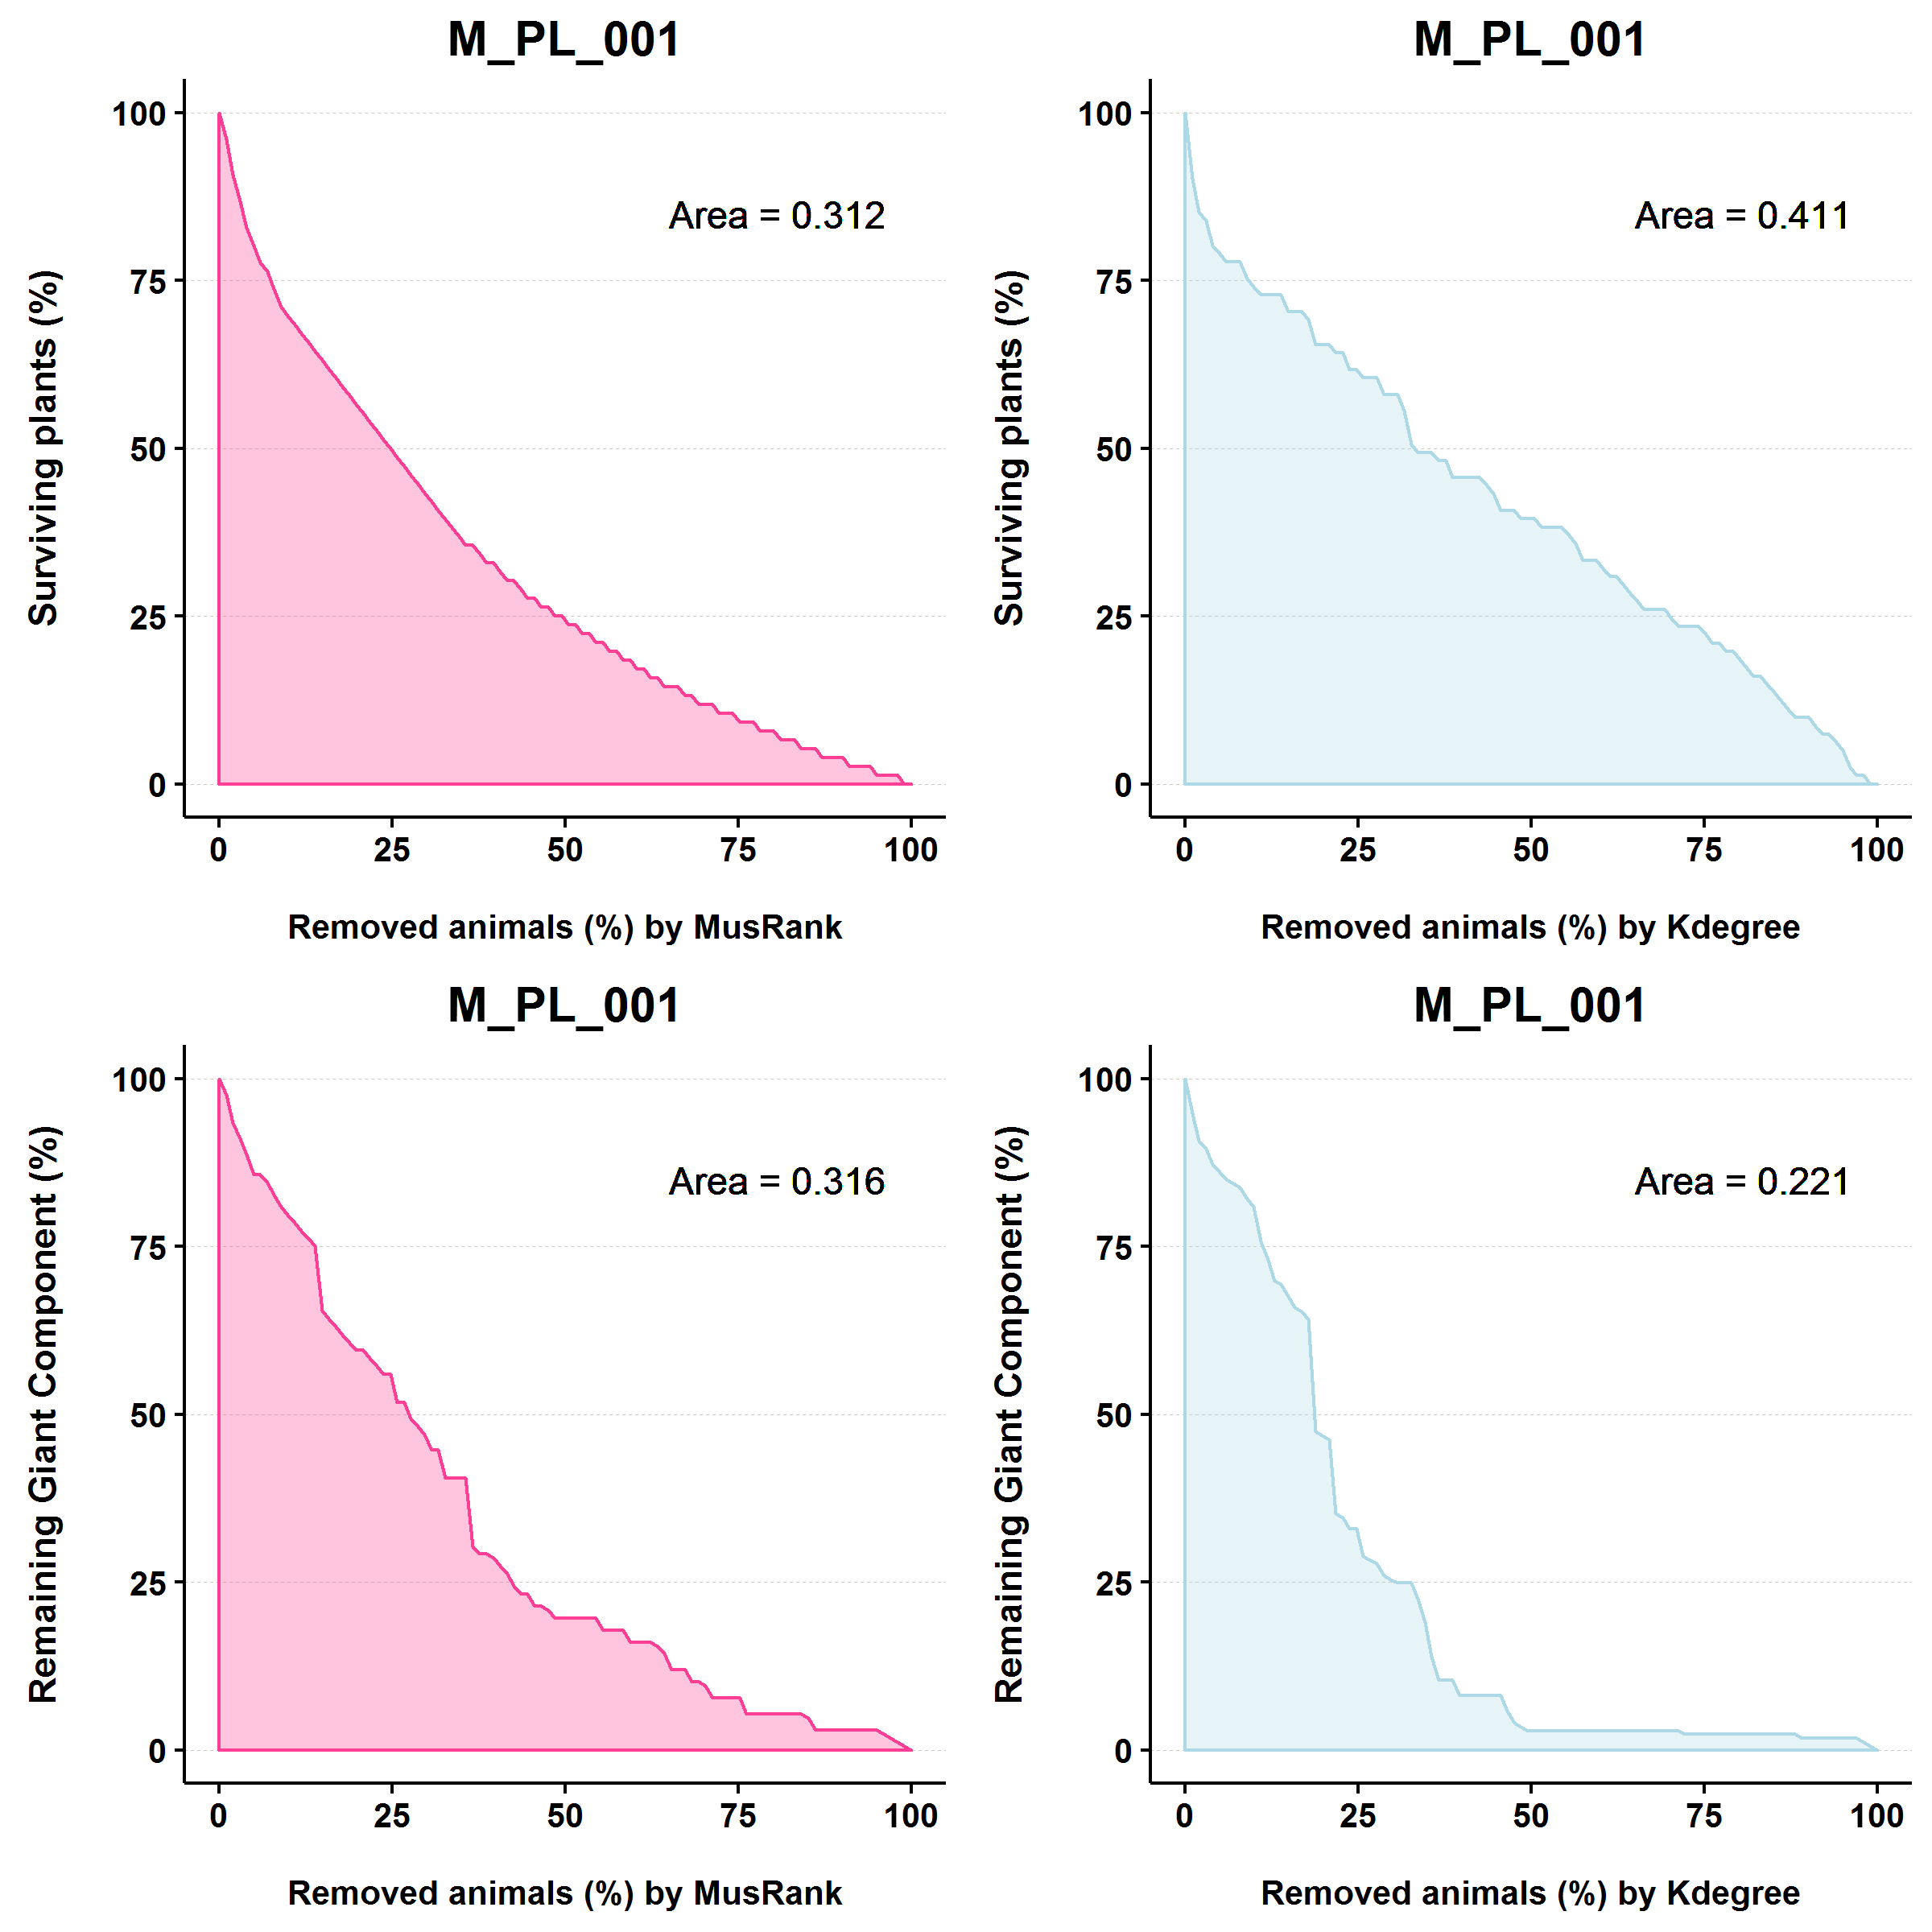 M_PL_001
Surviving plants (%)
100
75
50
25
0
Area = 0.312
0 25 50 75 100
Removed animals (%) by MusRank
M_PL_001
Surviving plants (%)
100
75
50
25
0
Area = 0.411
0 25 50 75 100
Removed animals (%) by Kdegree
M_PL_001
Remaining Giant Component (%)
100
75
50
25
0
Area = 0.316
0 25 50 75 100
Removed animals (%) by MusRank
M_PL_001
Remaining Giant Component (%)
100
75
50
25
0
Area = 0.221
0 25 50 75 100
Removed animals (%) by Kdegree